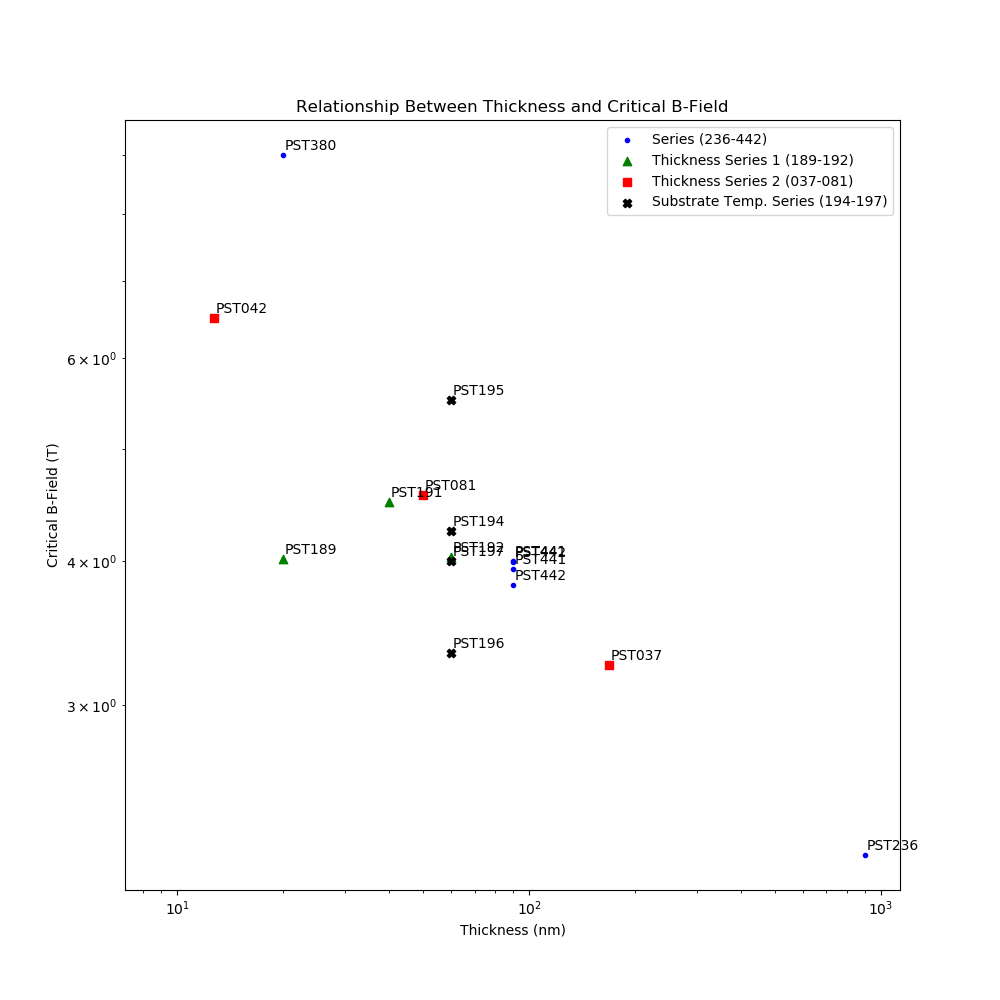 Relationship Between Thickness and Critical B-Field
Series (236-442)
Thickness Series 1 (189-192)
Thickness Series 2 (037-081)
Substrate Temp. Series (194-197)
PST380
PST042
PST195
PST081
PST191
PST194
PST189
PST192
PST197
PST441
PST442
PST441
PST442
PST196
PST037
PST236
6 × 10⁰
4 × 10⁰
3 × 10⁰
Critical B-Field (T)
10¹
10²
10³
Thickness (nm)